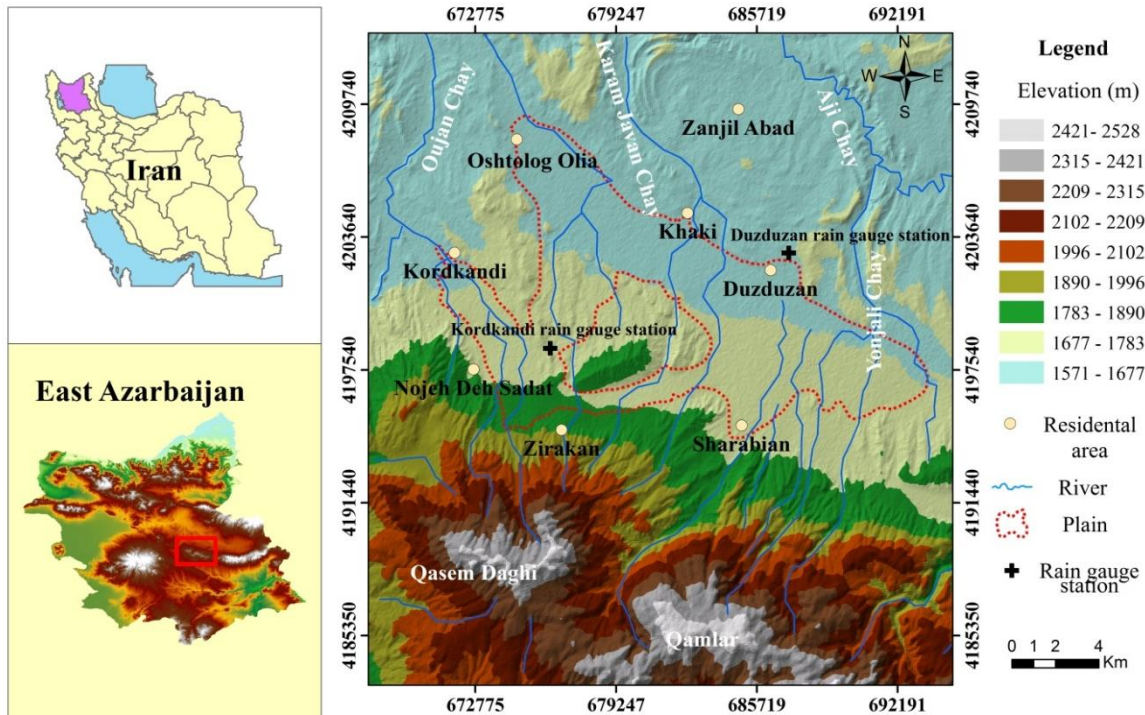 Iran
East Azarbaijan
672775
679247
685719
692191
4209740
4203640
4197540
4191440
4185350
Oujan Chay
Karam Javan Chay
Aji Chay
Yonjali Chay
N
W
E
S
Zanjil Abad
Oshtolog Olia
Khaki
Duzduzan rain gauge station
Kordkandi
Duzduzan
Kordkandi rain gauge station
Nojeh Deh Sadat
Zirakan
Sharabian
Qasem Daghi
Qamlar
4209740
4203640
4197540
4191440
4185350
672775
679247
685719
692191
Legend
Elevation (m)
2421- 2528
2315 - 2421
2209 - 2315
2102 - 2209
1996 - 2102
1890 - 1996
1783 - 1890
1677 - 1783
1571 - 1677
Residental
area
River
Plain
Rain gauge
station
0 1 2 4
Km